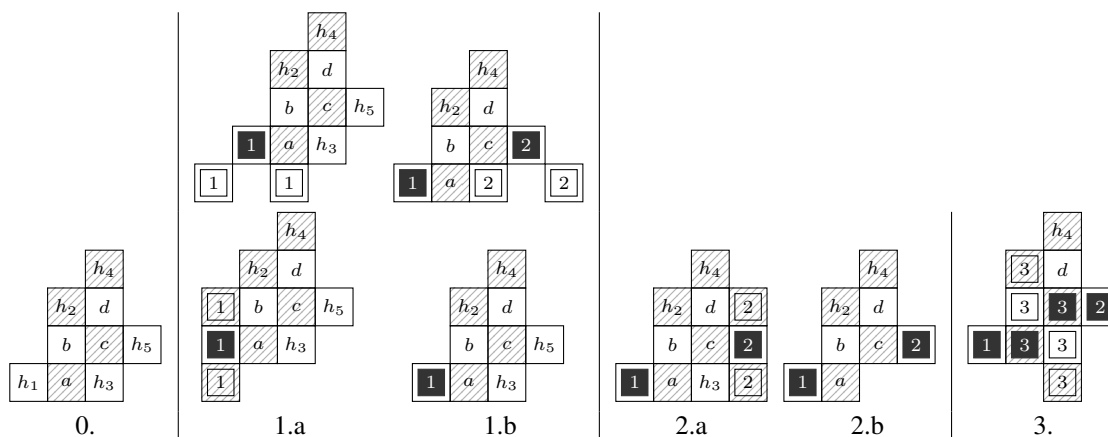 h₄
h₂ d h₄
b c h₅ h₂ d
1 a h₃ b c 2
1 1 1 a 2 2
h₄ h₄
h₄ h₂ d h₄ h₄ h₄ 3 d
h₂ d 1 b c h₅ h₂ d h₂ d 2 h₂ d 3 3 2
b c h₅ 1 a h₃ b c h₅ b c 2 b c 2 1 3 3
h₁ a h₃ 1 1 a h₃ 1 a h₃ 2 1 a 3
0. 1.a 1.b 2.a 2.b 3.